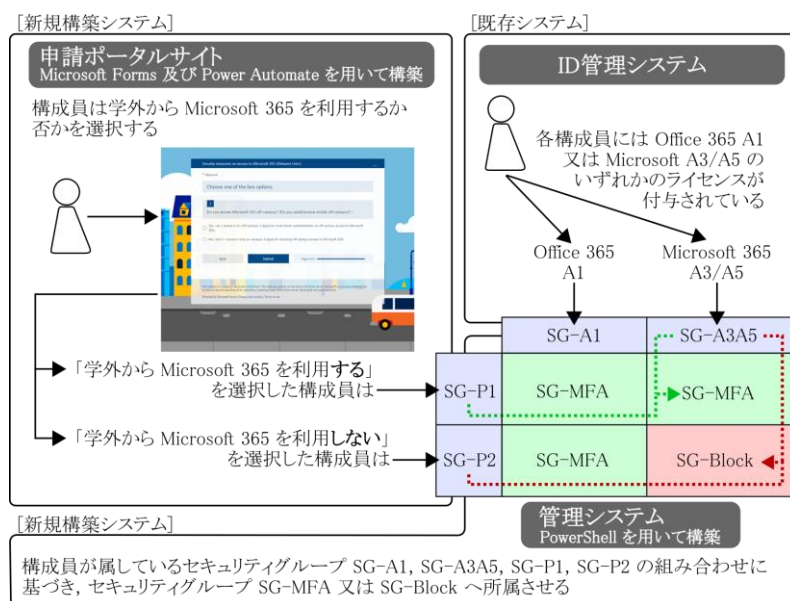 [新規構築システム]
申請ポータルサイト
Microsoft Forms 及び Power Automate を用いて構築
構成員は学外から Microsoft 365 を利用するか
否かを選択する
Choose one of the two options
Back
Submit
「学外から Microsoft 365 を利用する」
を選択した構成員は
「学外から Microsoft 365 を利用しない」
を選択した構成員は
[既存システム]
ID管理システム
各構成員には Office 365 A1
又は Microsoft A3/A5 の
いずれかのライセンスが
付与されている
Office 365
A1
Microsoft 365
A3/A5
SG-A1
SG-A3A5
SG-P1
SG-MFA
SG-MFA
SG-P2
SG-MFA
SG-Block
管理システム
PowerShell を用いて構築
[新規構築システム]
構成員が属しているセキュリティグループ SG-A1, SG-A3A5, SG-P1, SG-P2 の組み合わせに
基づき, セキュリティグループ SG-MFA 又は SG-Block へ所属させる